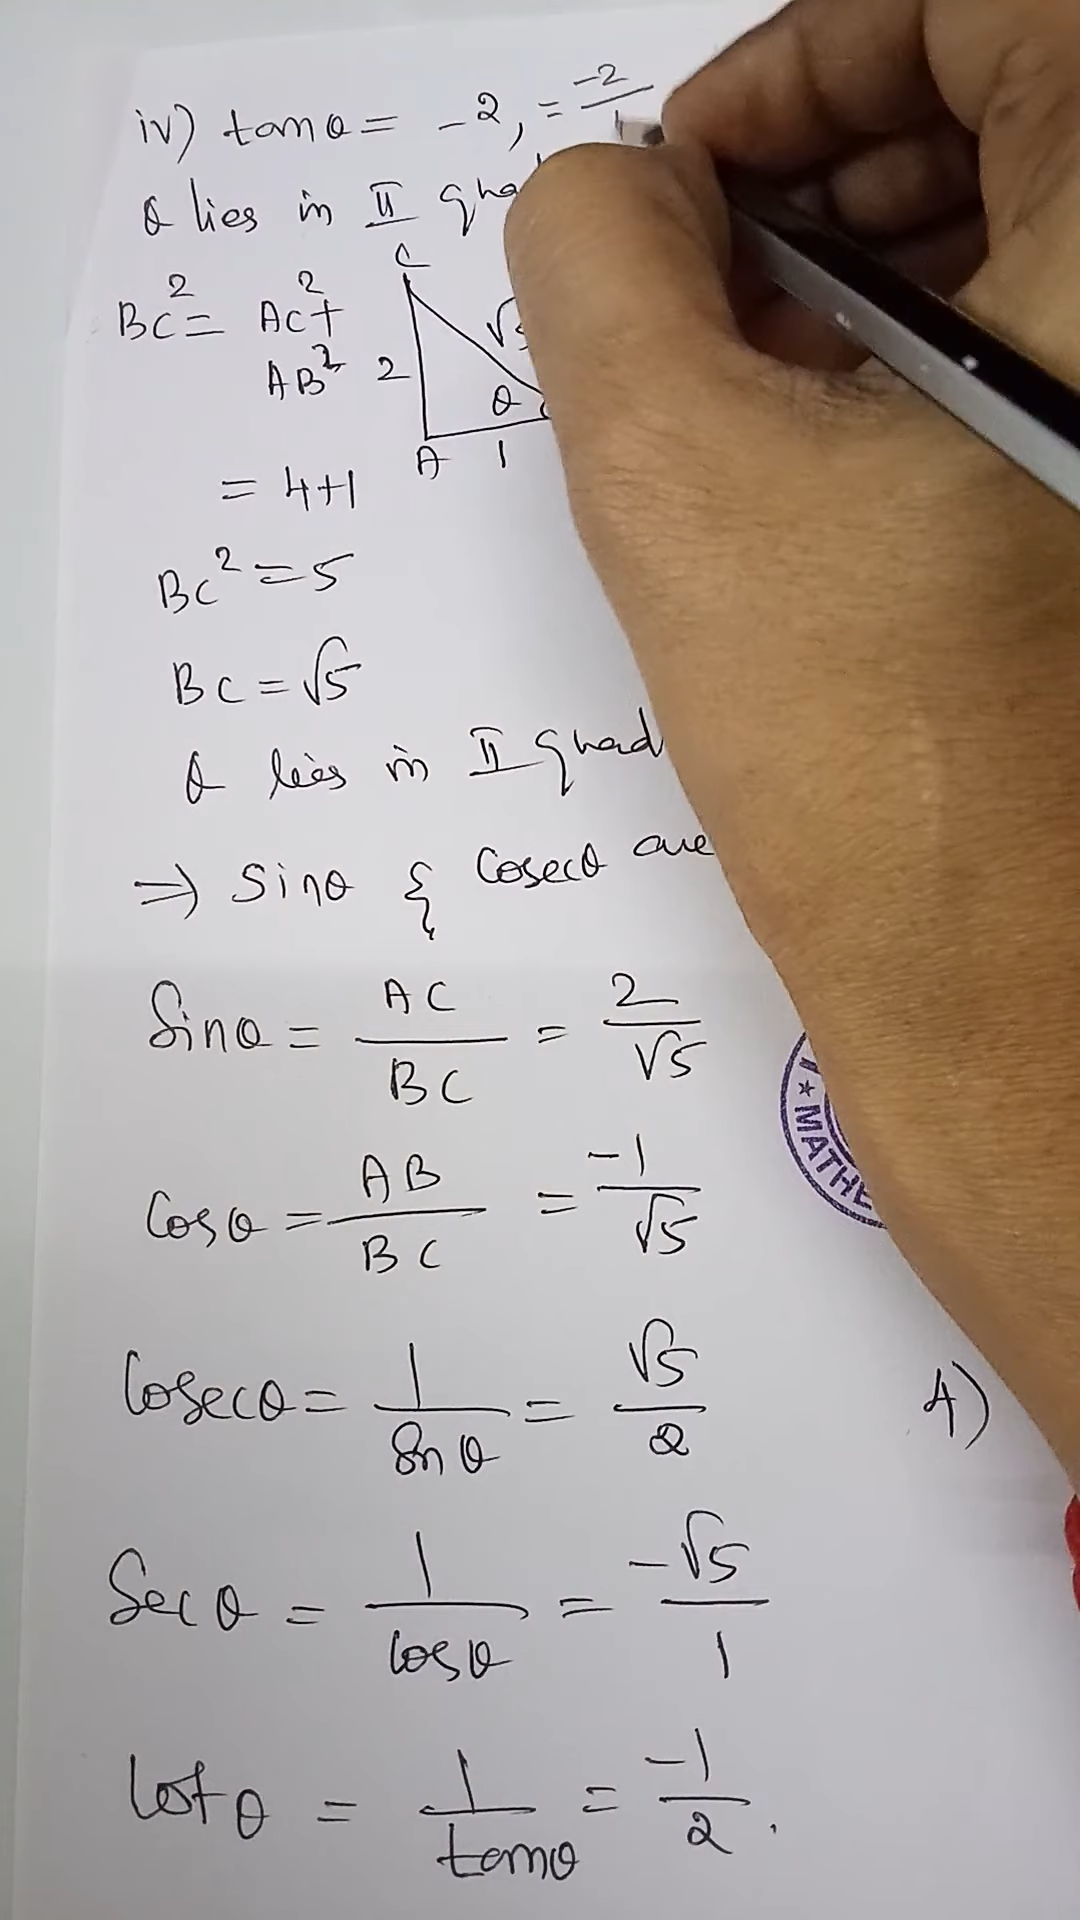 iv) tanθ = -2, = -2/1
θ lies in II quad
BC² = AC² +
AB²
C
2
θ
A 1
= 4+1
BC² = 5
BC = √5
θ lies in II quad
⇒ Sinθ & Cosecθ are
Sinθ = AC/BC = 2/√5
Cosθ = AB/BC = -1/√5
Cosecθ = 1/Sinθ = √5/2
4)
Secθ = 1/Cosθ = -√5/1
Cotθ = 1/tanθ = -1/2.
★ MATHE